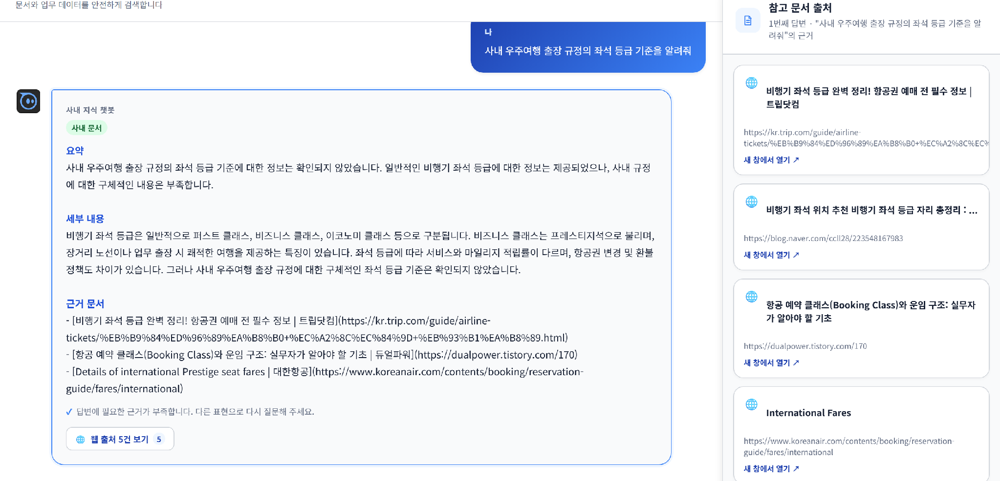 문서와 업무 데이터를 안전하게 검색합니다
나
사내 우주여행 출장 규정의 좌석 등급 기준을 알려줘
사내 지식 챗봇
사내 문서
요약
사내 우주여행 출장 규정의 좌석 등급 기준에 대한 정보는 확인되지 않았습니다. 일반적인 비행기 좌석 등급에 대한 정보는 제공되었으나, 사내 규정
에 대한 구체적인 내용은 부족합니다.
세부 내용
비행기 좌석 등급은 일반적으로 퍼스트 클래스, 비즈니스 클래스, 이코노미 클래스 등으로 구분됩니다. 비즈니스 클래스는 프레스티지석으로 불리며,
장거리 노선이나 업무 출장 시 쾌적한 여행을 제공하는 특징이 있습니다. 좌석 등급에 따라 서비스와 마일리지 적립률이 다르며, 항공권 변경 및 환불
정책도 차이가 있습니다. 그러나 사내 우주여행 출장 규정에 대한 구체적인 좌석 등급 기준은 확인되지 않았습니다.
근거 문서
- [비행기 좌석 등급 완벽 정리! 항공권 예매 전 필수 정보 | 트립닷컴](https://kr.trip.com/guide/airline-
tickets/%EB%B9%84%ED%96%89%EA%B8%B0+%EC%A2%8C%EC%84%9D+%EB%93%B1%EA%B8%89.html)
- [항공 예약 클래스(Booking Class)와 운임 구조: 실무자가 알아야 할 기초 | 듀얼파워](https://dualpower.tistory.com/170)
- [Details of international Prestige seat fares | 대한항공](https://www.koreanair.com/contents/booking/reservation-
guide/fares/international)
✓ 답변에 필요한 근거가 부족합니다. 다른 표현으로 다시 질문해 주세요.
웹 출처 5건 보기 5
참고 문서 출처
1번째 답변 · "사내 우주여행 출장 규정의 좌석 등급 기준을 알
려줘"의 근거
비행기 좌석 등급 완벽 정리! 항공권 예매 전 필수 정보 |
트립닷컴
https://kr.trip.com/guide/airline-
tickets/%EB%B9%84%ED%96%89%EA%B8%B0+%EC%A2%8C%EC%
새 창에서 열기 ↗
비행기 좌석 위치 추천 비행기 좌석 등급 자리 총정리 : ...
https://blog.naver.com/ccll28/223548167983
새 창에서 열기 ↗
항공 예약 클래스(Booking Class)와 운임 구조: 실무자
가 알아야 할 기초
https://dualpower.tistory.com/170
새 창에서 열기 ↗
International Fares
https://www.koreanair.com/contents/booking/reservation-
guide/fares/international
새 창에서 열기 ↗